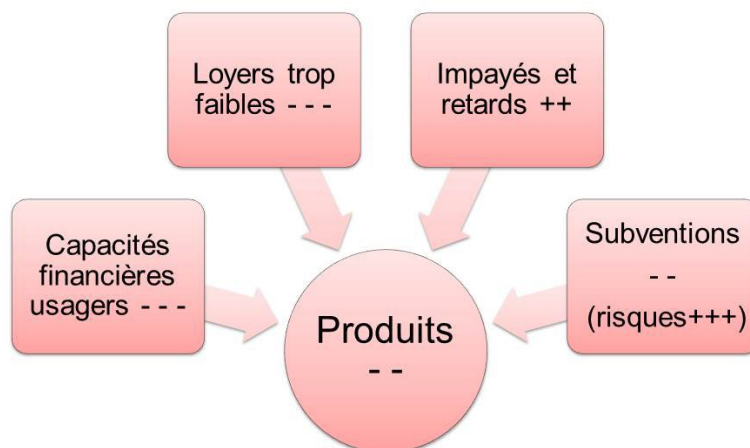 Loyers trop
faibles - - -
Impayés et
retards ++
Capacités
financières
usagers - - -
Subventions
- -
(risques+++)
Produits
- -